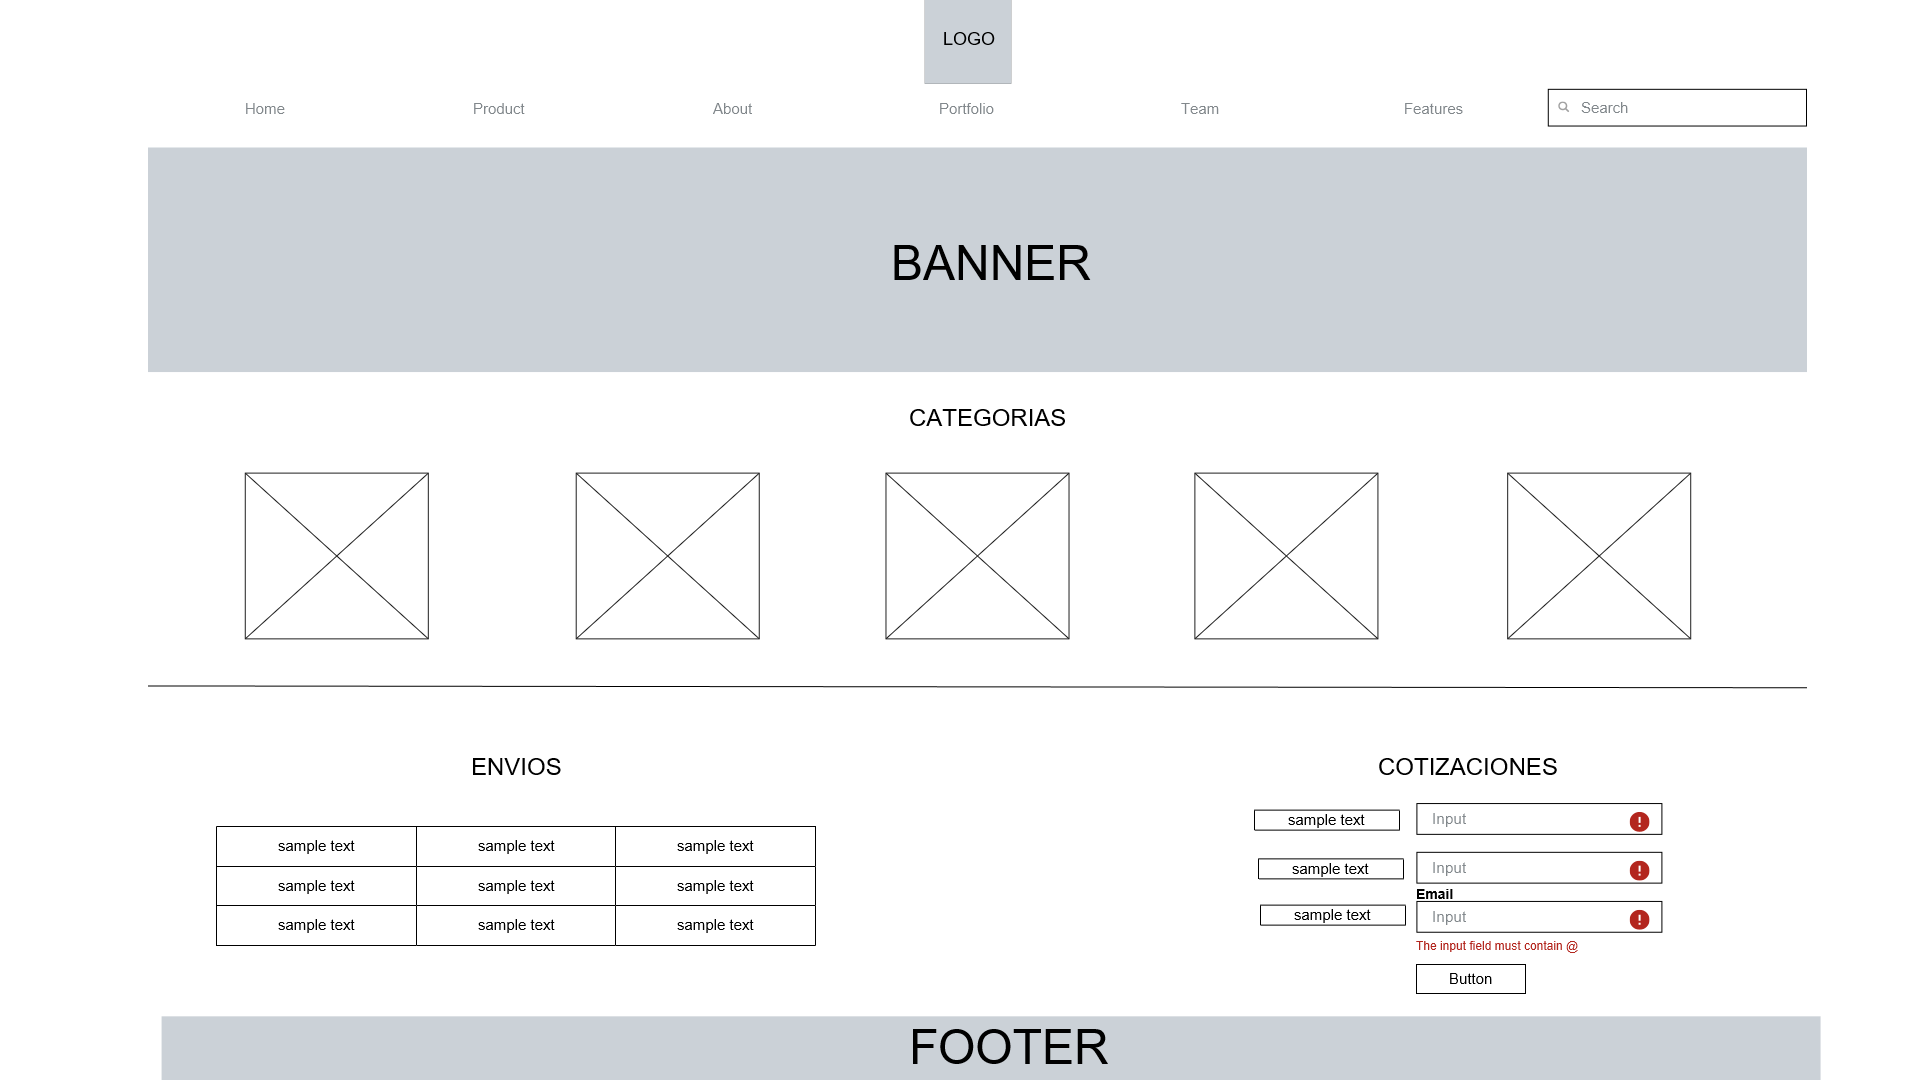 LOGO
Home Product About Portfolio Team Features Search
BANNER
CATEGORIAS
ENVIOS
sample text sample text sample text
sample text sample text sample text
sample text sample text sample text
COTIZACIONES
sample text Input
sample text Input
Email
sample text Input
The input field must contain @
Button
FOOTER